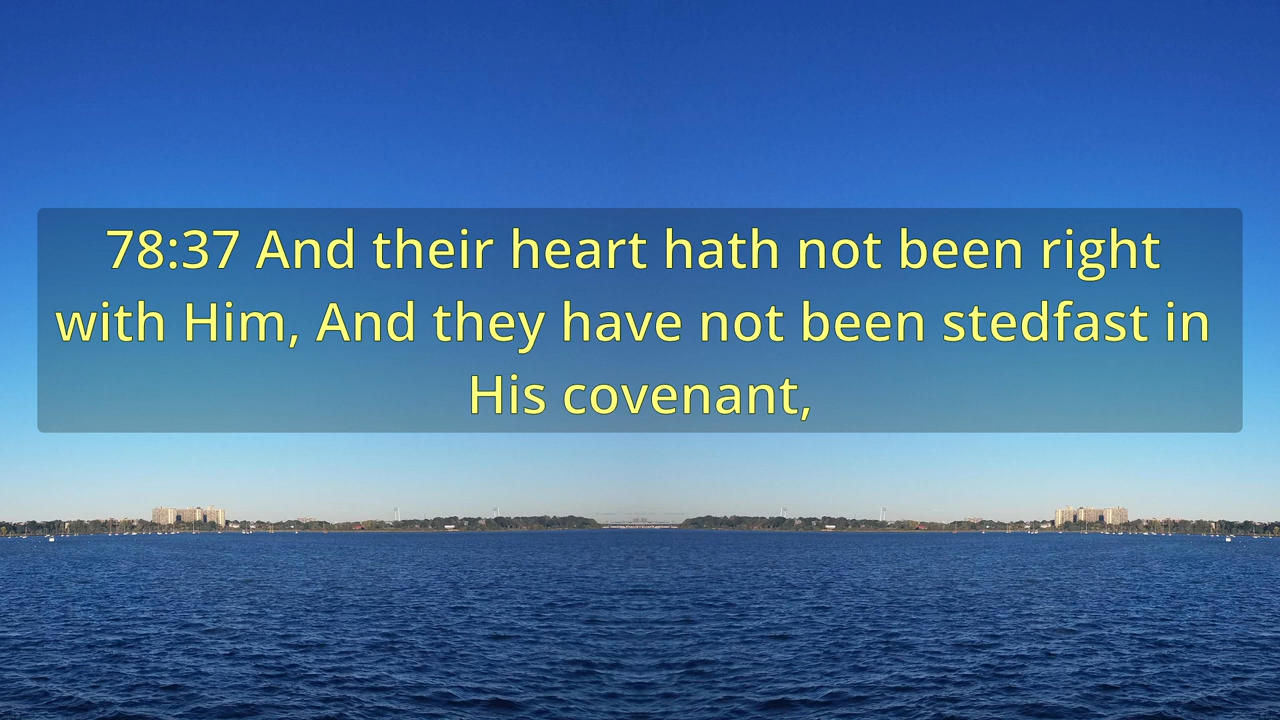 78:37 And their heart hath not been right
with Him, And they have not been stedfast in
His covenant,